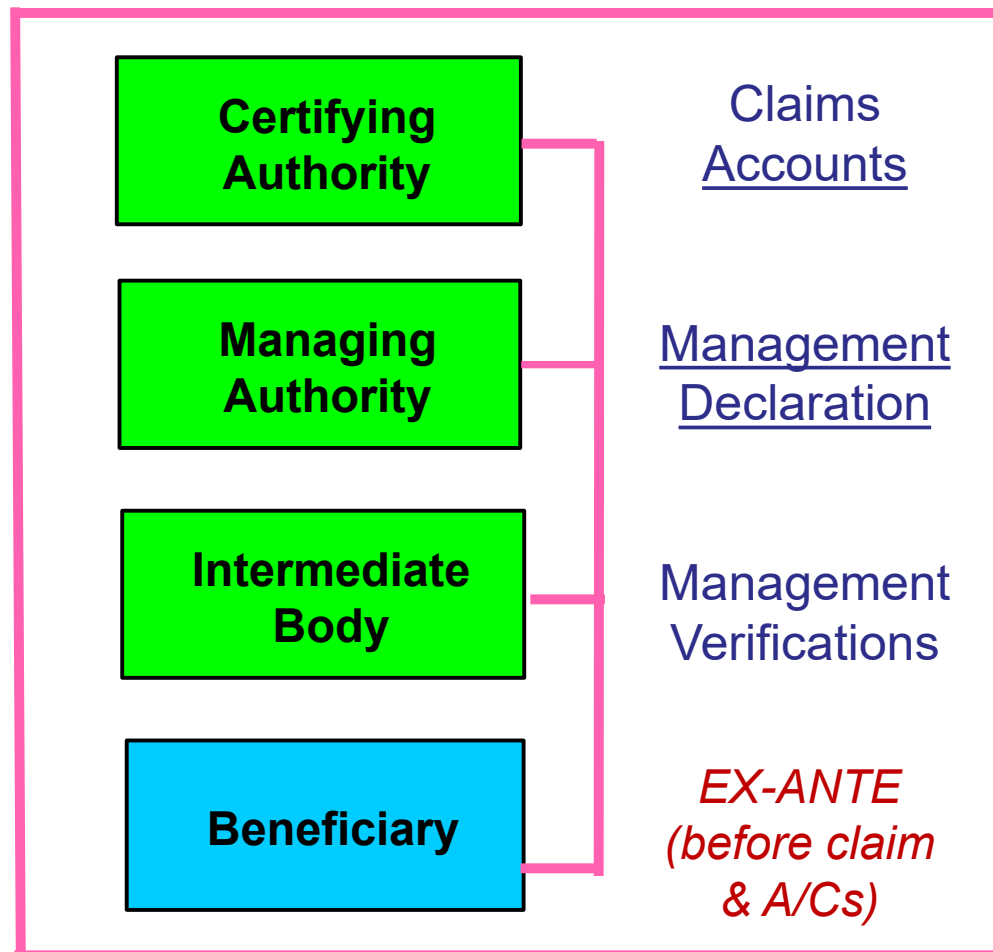 Certifying
Authority
Claims
Accounts
Managing
Authority
Management
Declaration
Intermediate
Body
Management
Verifications
Beneficiary
EX-ANTE
(before claim
& A/Cs)